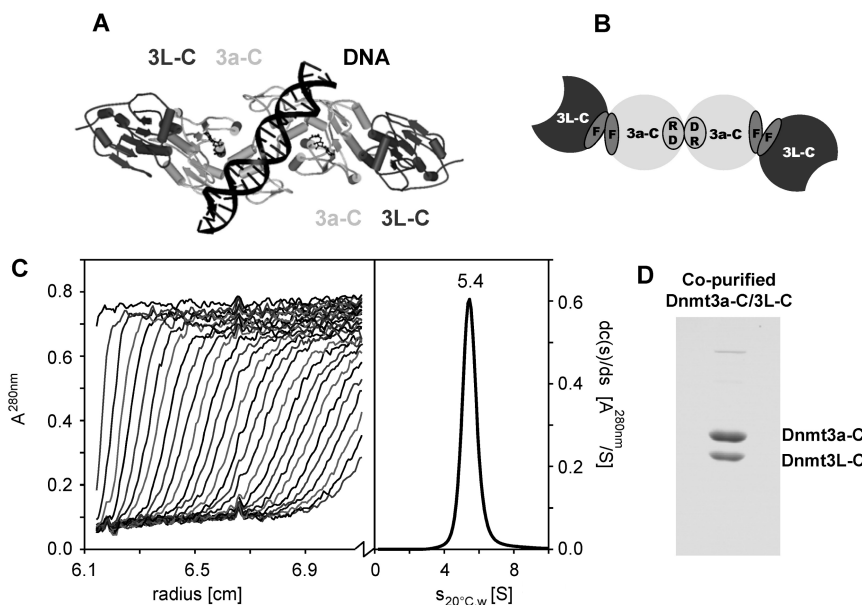 A
3L-C 3a-C DNA
3a-C 3L-C
B
3L-C F F 3a-C R D D R 3a-C F F 3L-C
C
A280nm
0.8
0.6
0.4
0.2
0.0
6.1 6.5 6.9
radius [cm]
5.4
0.6
0.4
0.2
0.0
dc(s)/ds [A280nm/S]
0 4 8
s20°C,w [S]
D
Co-purified
Dnmt3a-C/3L-C
Dnmt3a-C
Dnmt3L-C